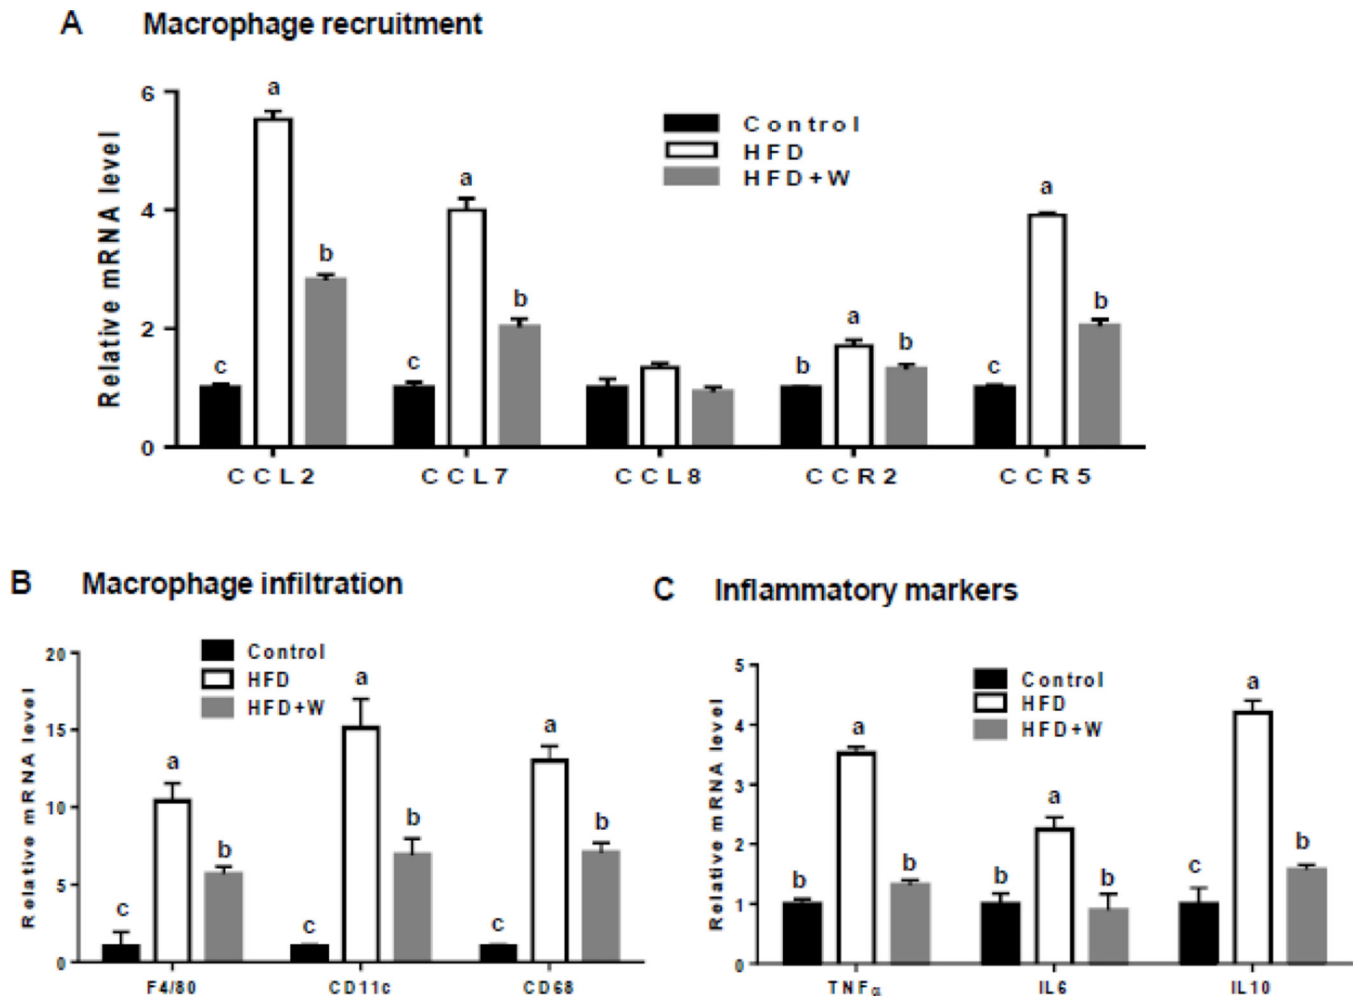 A Macrophage recruitment
Relative mRNA level
6
4
2
0
Control
HFD
HFD+W
c a b
c a b
b a b
c a b
CCL2 CCL7 CCL8 CCR2 CCR5
B Macrophage infiltration
Relative mRNA level
20
15
10
5
0
Control
HFD
HFD+W
c a b
c a b
c a b
F4/80 CD11c CD68
C Inflammatory markers
Relative mRNA level
5
4
3
2
1
0
Control
HFD
HFD+W
b a b
b a b
c a b
TNFα IL6 IL10